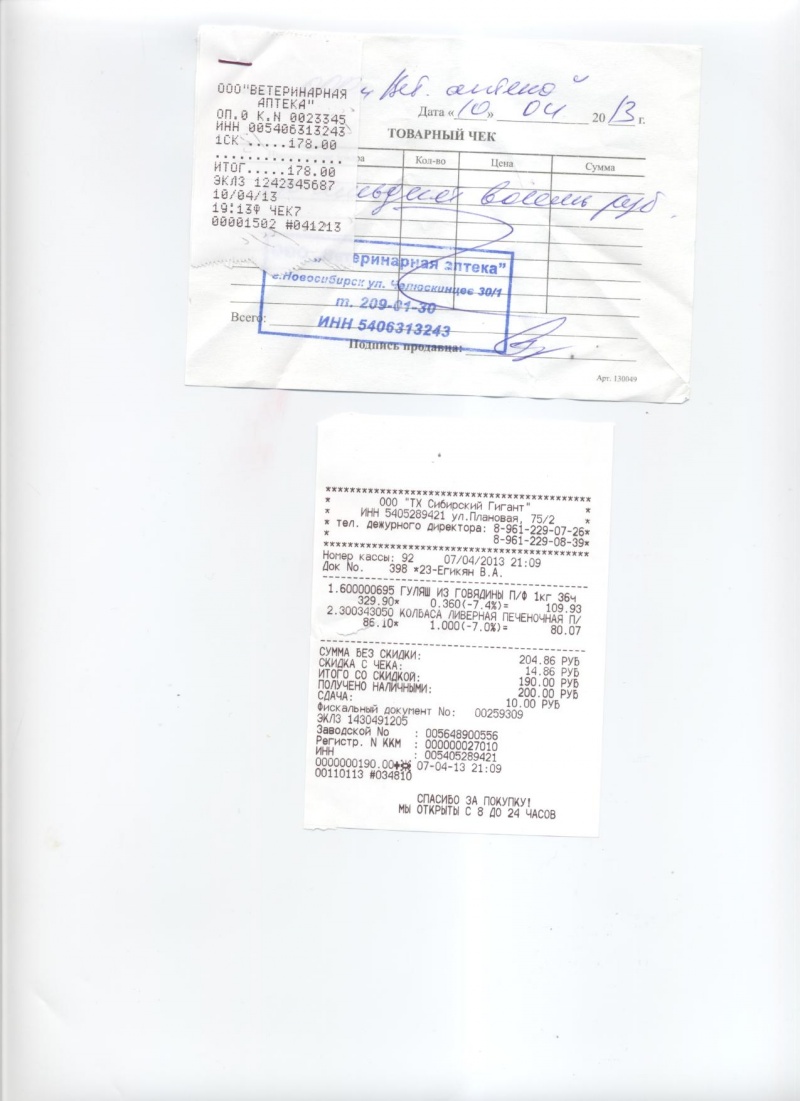 ООО"ВЕТЕРИНАРНАЯ
АПТЕКА"
ОП.0 К.N 0023345
ИНН 005406313243
1СК .....178.00
................
ИТОГ.....178.00
ЭКЛЗ 1242345687
10/04/13
19:13Ф ЧЕК7
00001502 #041213
Вет. аптека"
Дата «10» 04 2013 г.
ТОВАРНЫЙ ЧЕК
Кол-во Цена Сумма
восемь руб.
еринарная аптека"
г.Новосибирск ул. Челюскинцев 30/1
т. 209-01-30
ИНН 5406313243
Всего:
Подпись продавца:
Арт. 130049
********************************************
* ООО "ТХ Сибирский Гигант" *
* ИНН 5405289421 ул.Плановая, 75/2 *
* тел. дежурного директора: 8-961-229-07-26*
* 8-961-229-08-39*
********************************************
Номер кассы: 92 07/04/2013 21:09
Док No. 398 *23-Егикян В.А.
--------------------------------------------
1.600000695 ГУЛЯШ ИЗ ГОВЯДИНЫ П/Ф 1кг 36ч
329.90* 0.360(-7.4%)= 109.93
2.300343050 КОЛБАСА ЛИВЕРНАЯ ПЕЧЕНОЧНАЯ П/
86.10* 1.000(-7.0%)= 80.07
--------------------------------------------
СУММА БЕЗ СКИДКИ: 204.86 РУБ
СКИДКА С ЧЕКА: 14.86 РУБ
ИТОГО СО СКИДКОЙ: 190.00 РУБ
ПОЛУЧЕНО НАЛИЧНЫМИ: 200.00 РУБ
СДАЧА: 10.00 РУБ
Фискальный документ No: 00259309
ЭКЛЗ 1430491205
Заводской No : 005648900556
Регистр. N ККМ : 000000027010
ИНН : 005405289421
0000000190.00 07-04-13 21:09
00110113 #034810
СПАСИБО ЗА ПОКУПКУ!
МЫ ОТКРЫТЫ С 8 ДО 24 ЧАСОВ